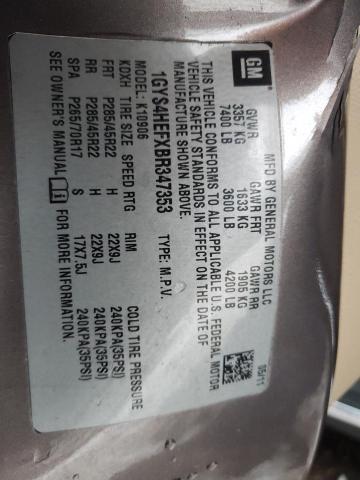 GM
MFD BY GENERAL MOTORS LLC
05/11
GVWR GAWR FRT GAWR RR
3357 KG 1633 KG 1905 KG
7400 LB 3600 LB 4200 LB
THIS VEHICLE CONFORMS TO ALL APPLICABLE U.S. FEDERAL MOTOR
VEHICLE SAFETY STANDARDS IN EFFECT ON THE DATE OF
MANUFACTURE SHOWN ABOVE.
1GYS4HEFXBR347353 TYPE: M.P.V.
MODEL: K10906
KDXH TIRE SIZE SPEED RTG RIM COLD TIRE PRESSURE
FRT P285/45R22 H 22X9J 240KPA(35PSI)
RR P285/45R22 H 22X9J 240KPA(35PSI)
SPA P265/70R17 S 17X7.5J 240KPA(35PSI)
SEE OWNER'S MANUAL FOR MORE INFORMATION.